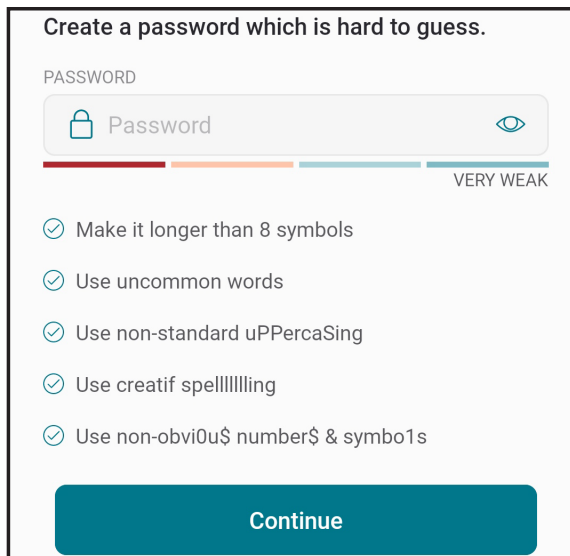 Create a password which is hard to guess.
PASSWORD
Password
VERY WEAK
Make it longer than 8 symbols
Use uncommon words
Use non-standard uPPercaSing
Use creatif spellllllling
Use non-obvi0u$ number$ & symbo1s
Continue